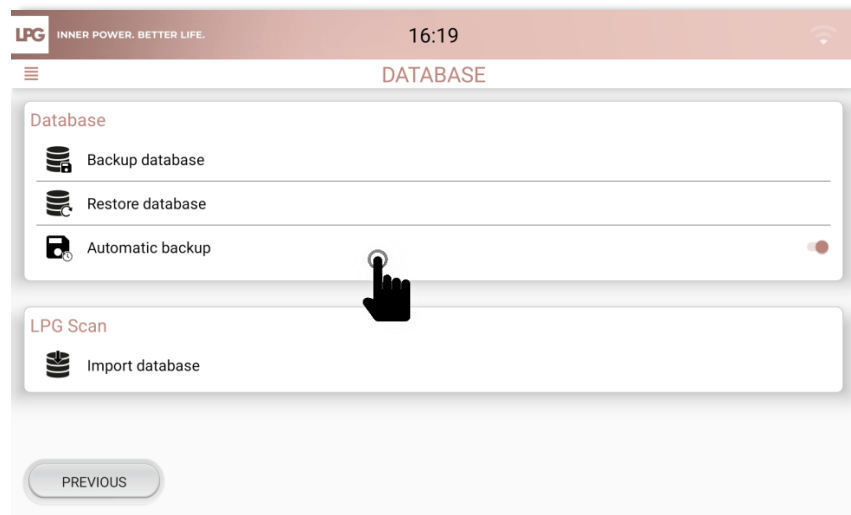 LPG INNER POWER. BETTER LIFE. 16:19
DATABASE
Database
Backup database
Restore database
Automatic backup
LPG Scan
Import database
PREVIOUS